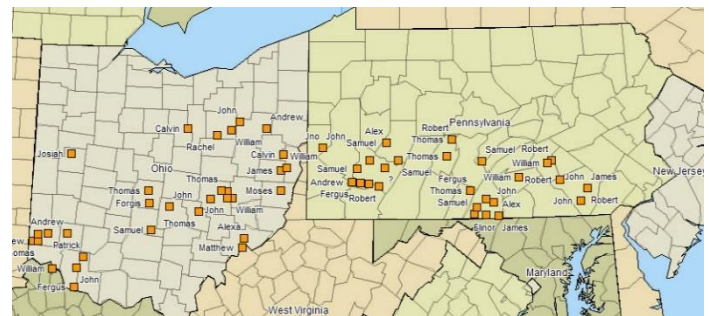 John
Andrew
Calvin
Rachel
William
Josiah
Ohio
Calvin
William
James
Thomas
Thomas
Moses
Forgis
John
John
William
Samuel
Thomas
Alexa
Matthew
Andrew
ew
omas
Patrick
William
John
Fergus
West Virginia
Jno
John
Alex
Samuel
Samuel
Andrew
Fergus
Robert
?
Pennsylvania
Robert
Thomas
Thomas
Samuel
Robert
William
Fergus
Thomas
Samuel
William
Robert
John
James
John
Alex
John
Robert
Elinor
James
Maryland
New Jersey